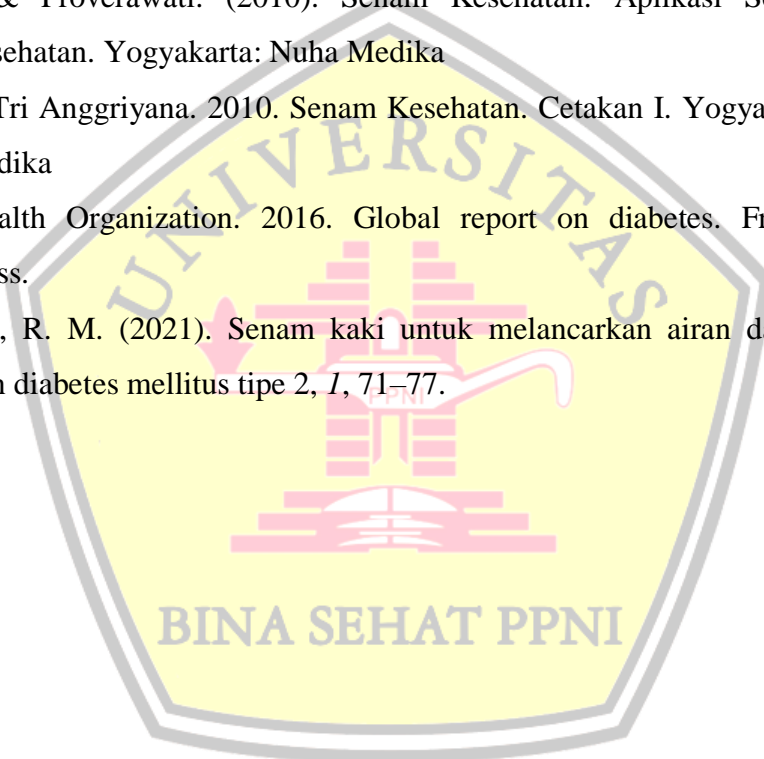 & Proverawati. (2010). Senam Kesehatan: Aplikasi
sehatan. Yogyakarta: Nuha Medika
Tri Anggriyana. 2010. Senam Kesehatan. Cetakan I. Yogya
dika
alth Organization. 2016. Global report on diabetes. Fr
ss.
, R. M. (2021). Senam kaki untuk melancarkan airan da
n diabetes mellitus tipe 2, 1, 71–77.
UNIVERSITAS
PPNI
BINA SEHAT PPNI